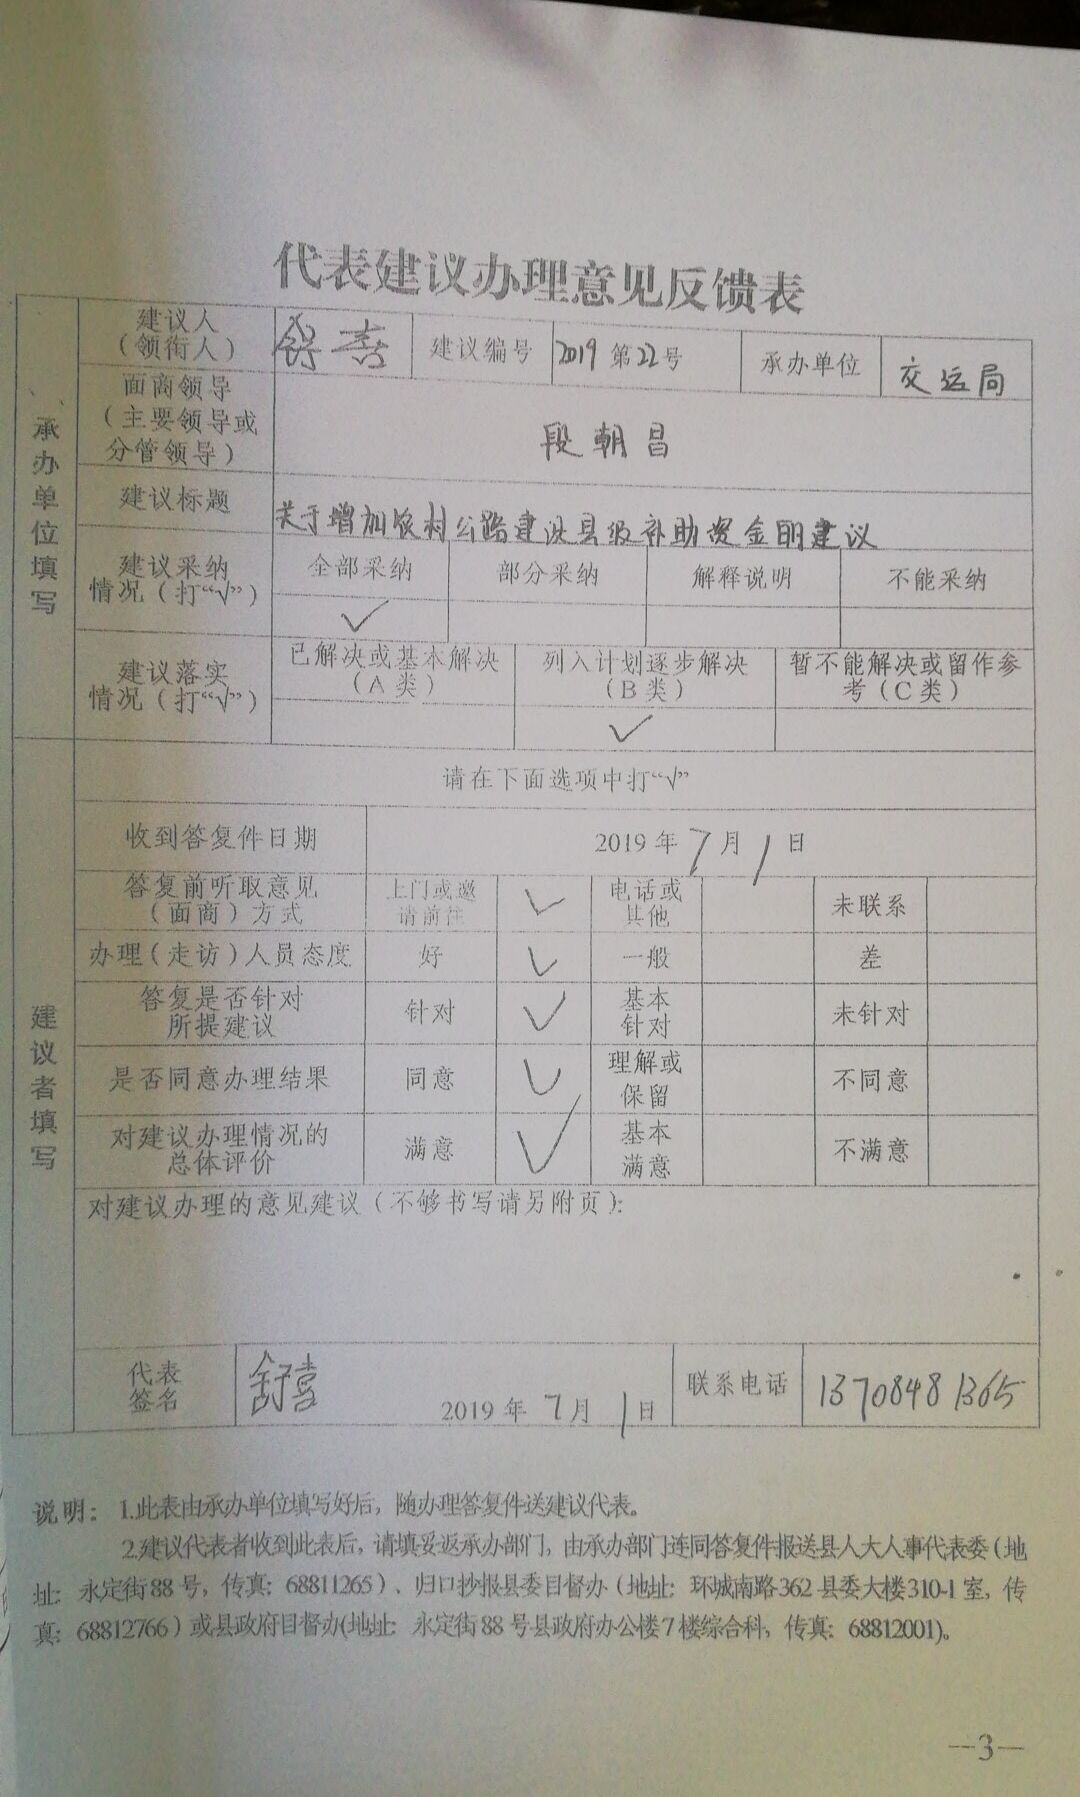 代表建议办理意见反馈表
承办单位填写
建议人
（领衔人）
舒喜
建议编号
2019 第22号
承办单位
交运局
面商领导
（主要领导或
分管领导）
段朝昌
建议标题
关于增加农村公路建设县级补助资金的建议
建议采纳
情况（打“√”）
全部采纳
部分采纳
解释说明
不能采纳
✓
建议落实
情况（打“√”）
已解决或基本解决
（A类）
列入计划逐步解决
（B类）
暂不能解决或留作参
考（C类）
✓
建议者填写
请在下面选项中打“√”
收到答复件日期
2019年7月1日
答复前听取意见
（面商）方式
上门或邀
请前往
✓
电话或
其他
未联系
办理（走访）人员态度
好
✓
一般
差
答复是否针对
所提建议
针对
✓
基本
针对
未针对
是否同意办理结果
同意
✓
理解或
保留
不同意
对建议办理情况的
总体评价
满意
✓
基本
满意
不满意
对建议办理的意见建议（不够书写请另附页）：
代表
签名
舒喜
2019年7月1日
联系电话
13708481365
说明：1.此表由承办单位填写好后，随办理答复件送建议代表。
2.建议代表者收到此表后，请填妥返承办部门，由承办部门连同答复件报送县人大人事代表委（地
址：永定街88号，传真：68811265）、归口抄报县委目督办（地址：环城南路362县委大楼310-1室，传
真：68812766）或县政府目督办(地址：永定街88号县政府办公楼7楼综合科，传真：68812001)。
—3—